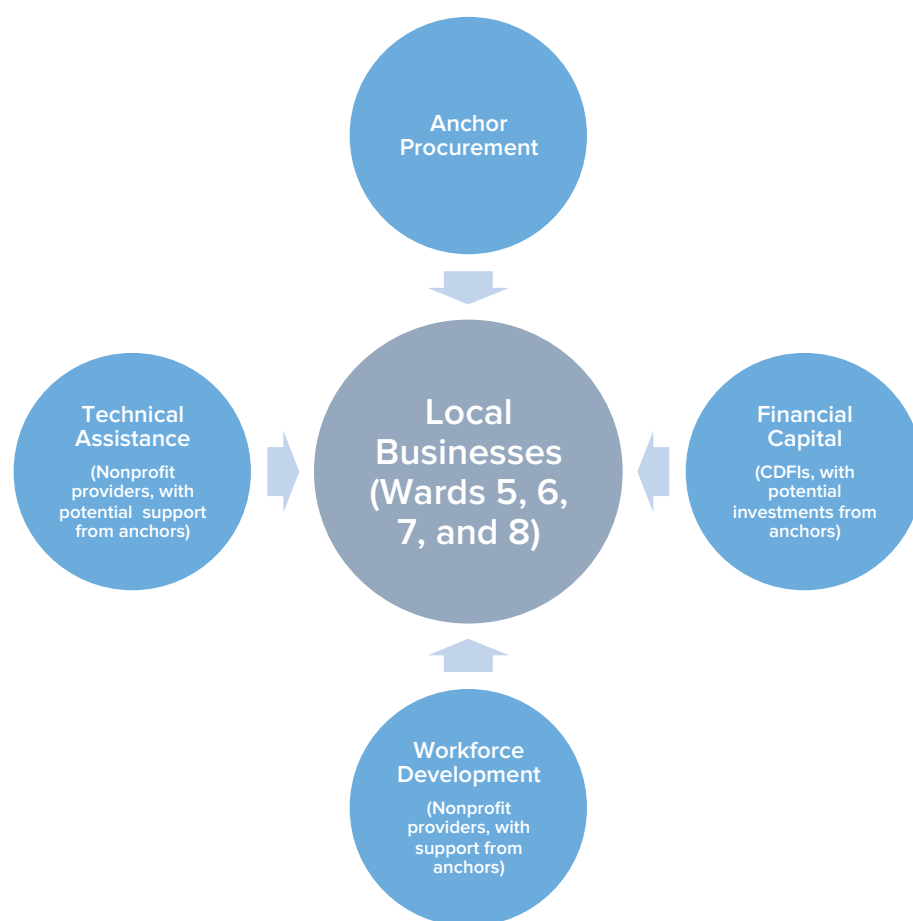 Anchor
Procurement
Technical
Assistance
(Nonprofit
providers, with
potential support
from anchors)
Local
Businesses
(Wards 5, 6,
7, and 8)
Financial
Capital
(CDFIs, with
potential
investments from
anchors)
Workforce
Development
(Nonprofit
providers, with
support from
anchors)